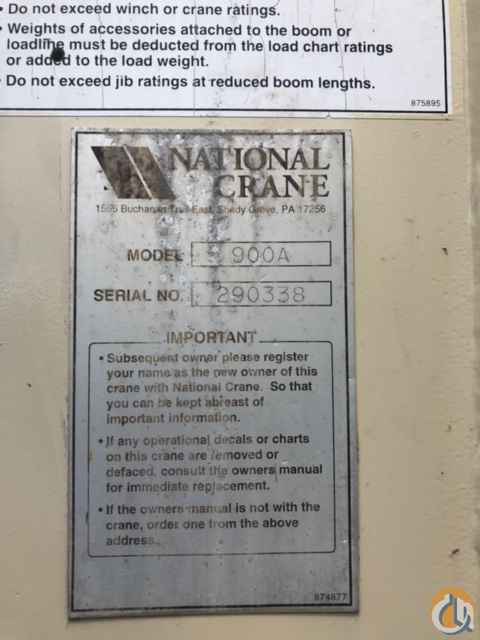 • Do not exceed winch or crane ratings.
• Weights of accessories attached to the boom or
loadline must be deducted from the load chart ratings
or added to the load weight.
• Do not exceed jib ratings at reduced boom lengths.
875895
NATIONAL
CRANE
1565 Buchanan Trail East, Shady Grove, PA 17256
MODEL 900A
SERIAL NO. 290338
IMPORTANT
• Subsequent owner please register
your name as the new owner of this
crane with National Crane. So that
you can be kept abreast of
important information.
• If any operational decals or charts
on this crane are removed or
defaced, consult the owners manual
for immediate replacement.
• If the owners manual is not with the
crane, order one from the above
address.
874877